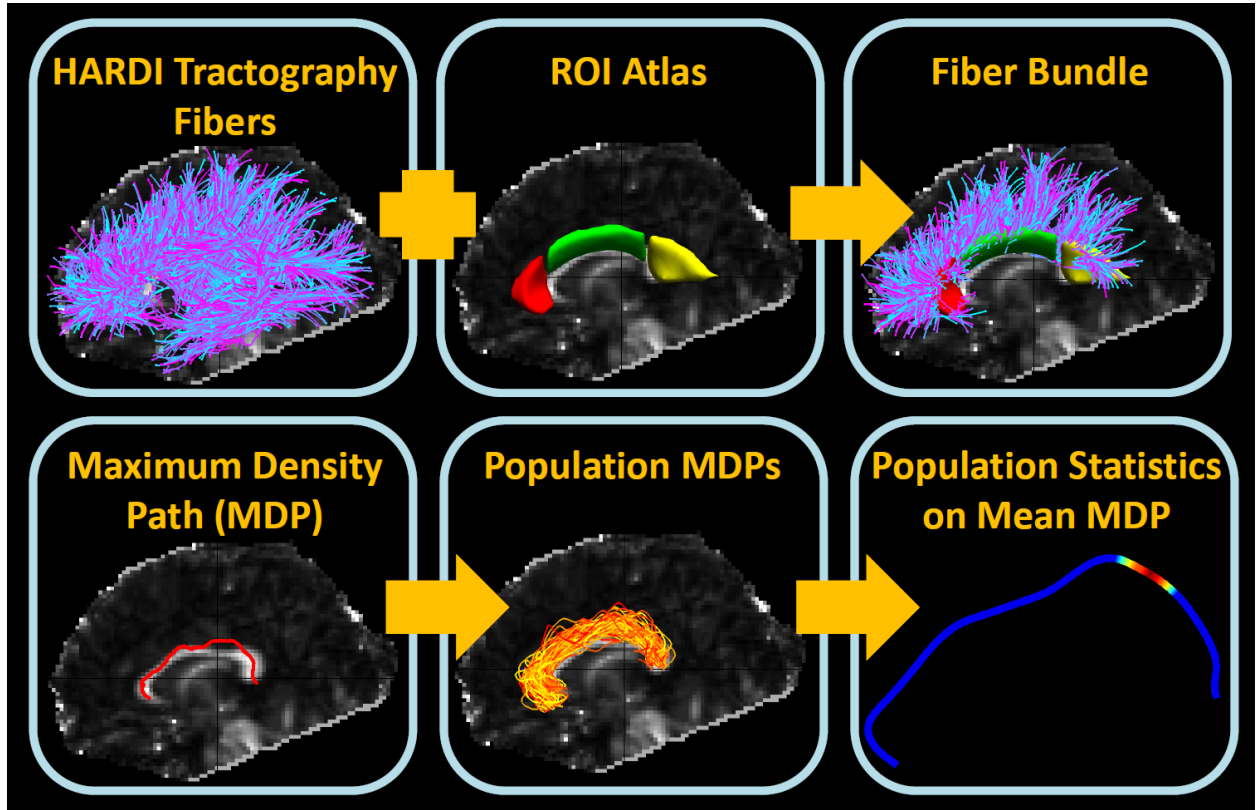 HARDI Tractography
Fibers
ROI Atlas
Fiber Bundle
Maximum Density
Path (MDP)
Population MDPs
Population Statistics
on Mean MDP